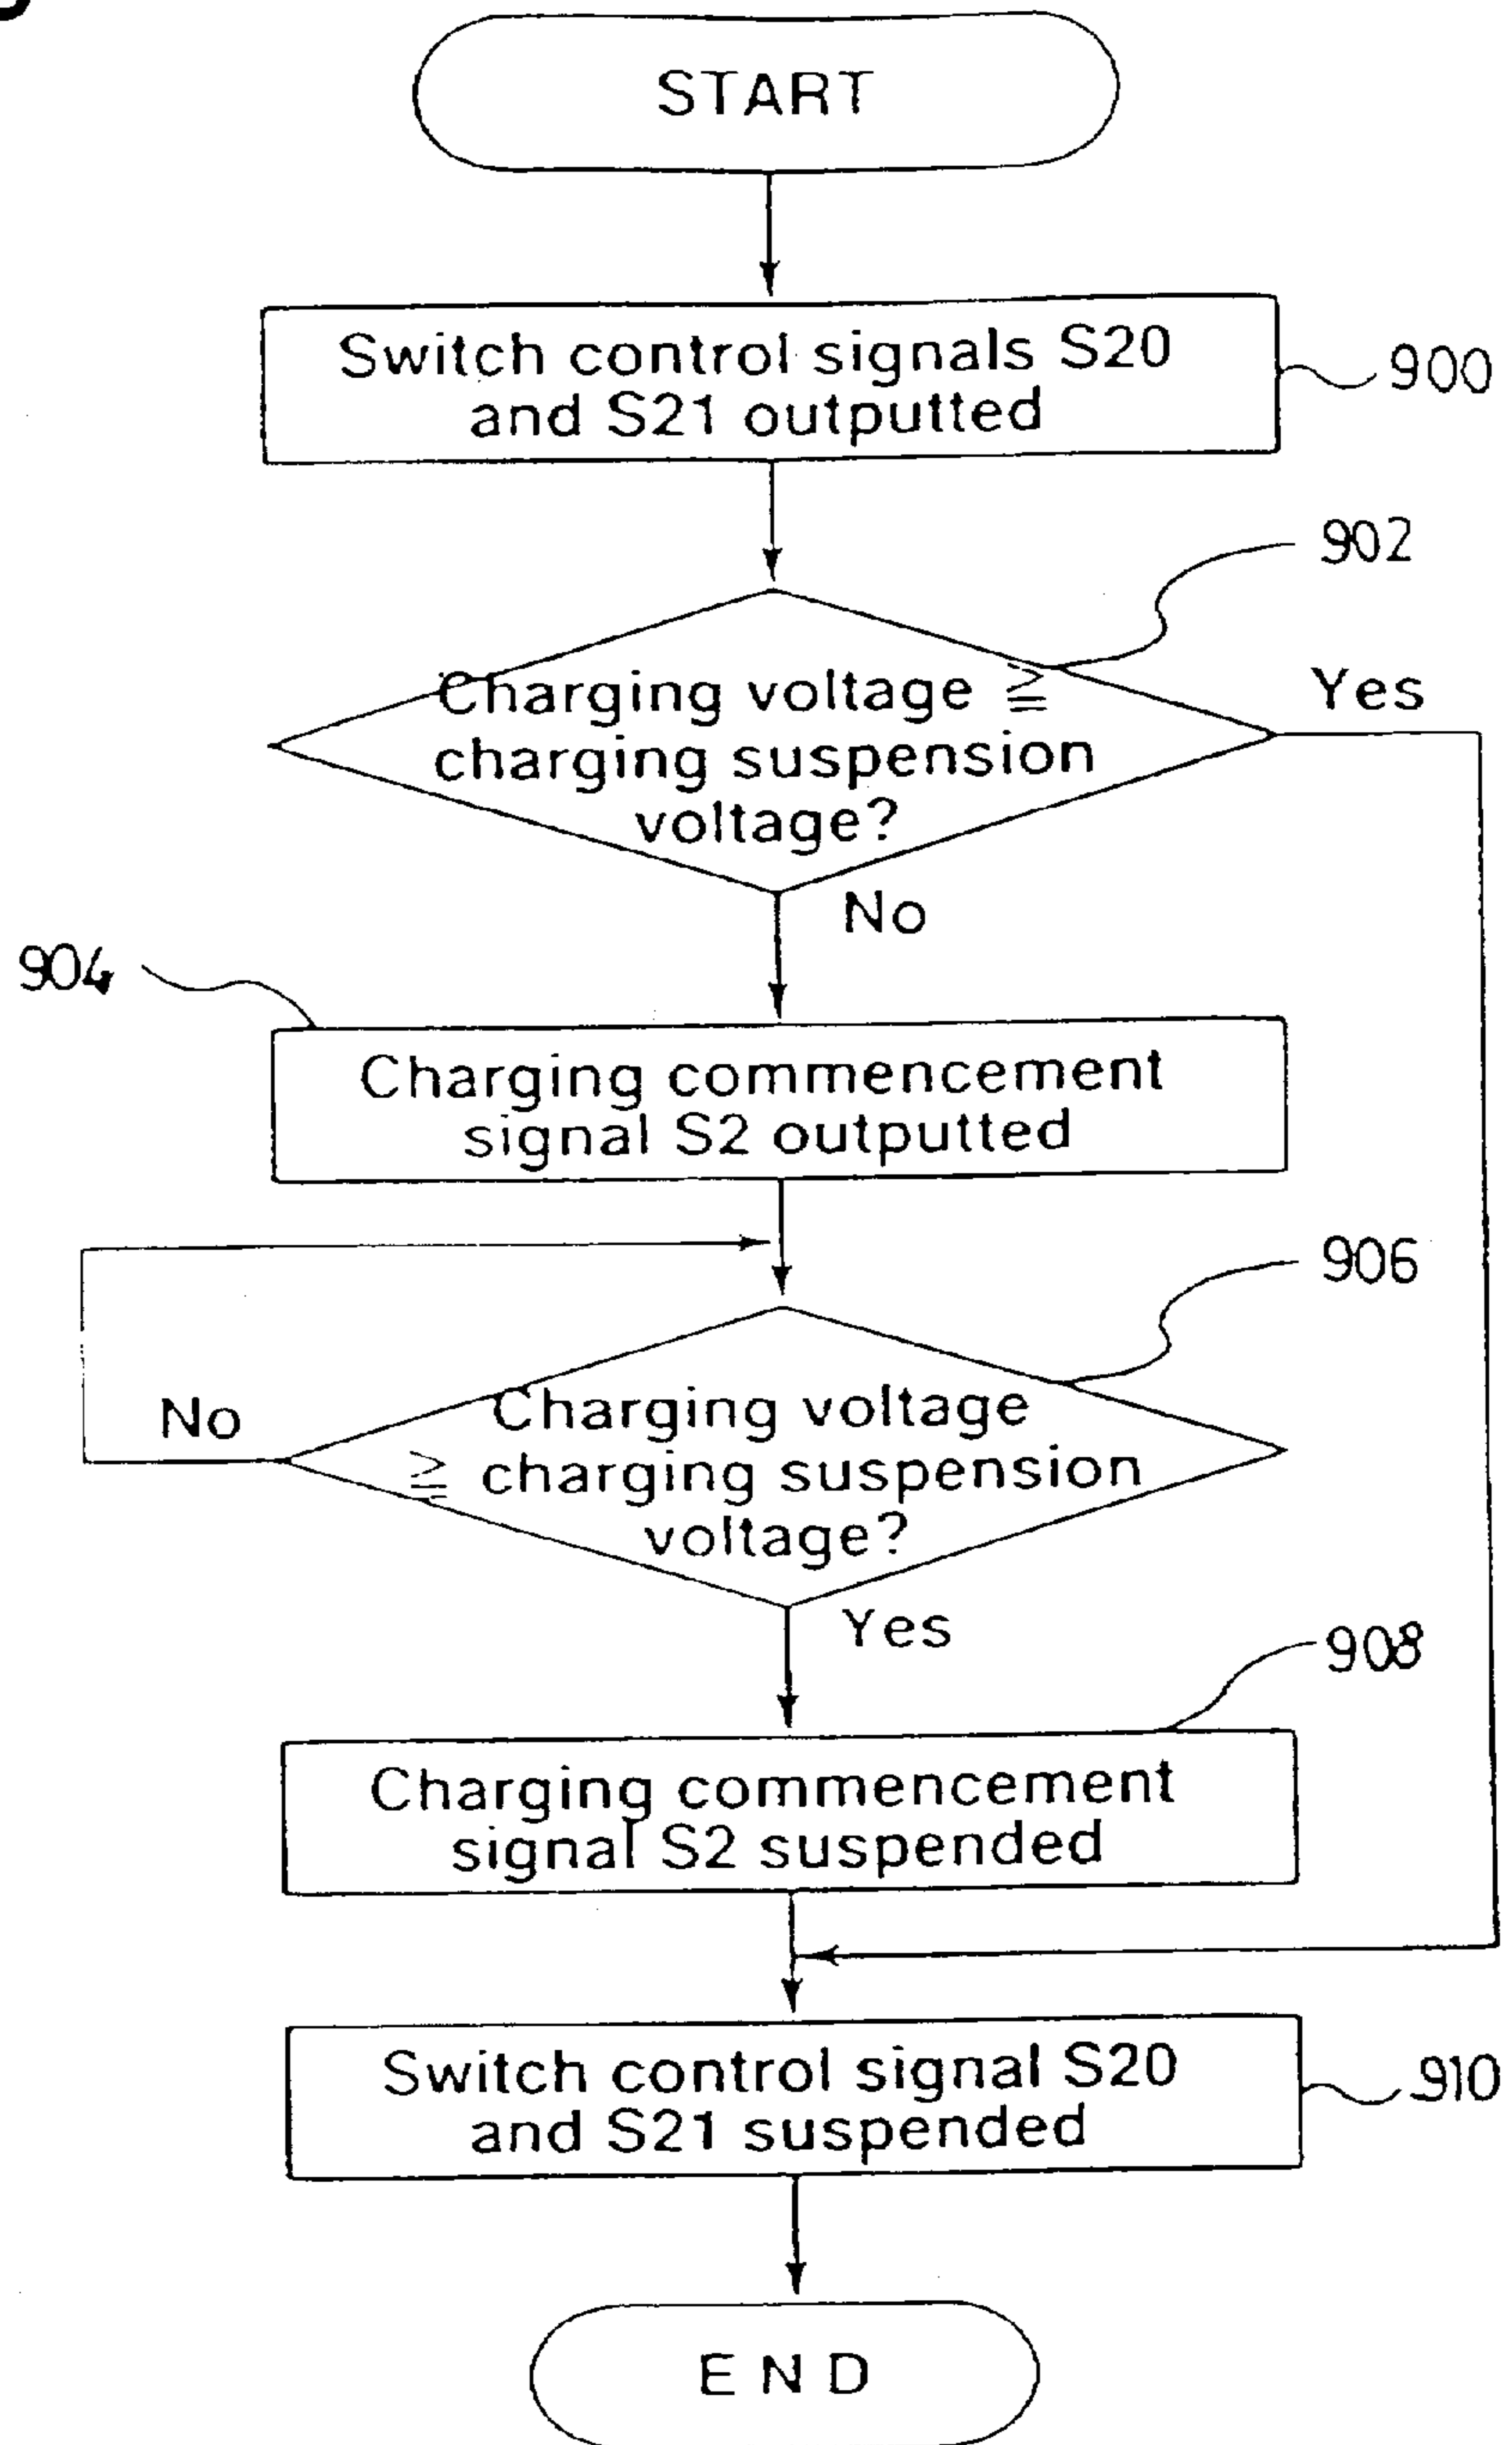 START
Switch control signals S20
and S21 outputted
900
902
Charging voltage ≧
charging suspension
voltage?
Yes
No
904
Charging commencement
signal S2 outputted
906
Charging voltage
≧ charging suspension
voltage?
No
Yes
908
Charging commencement
signal S2 suspended
Switch control signal S20
and S21 suspended
910
END